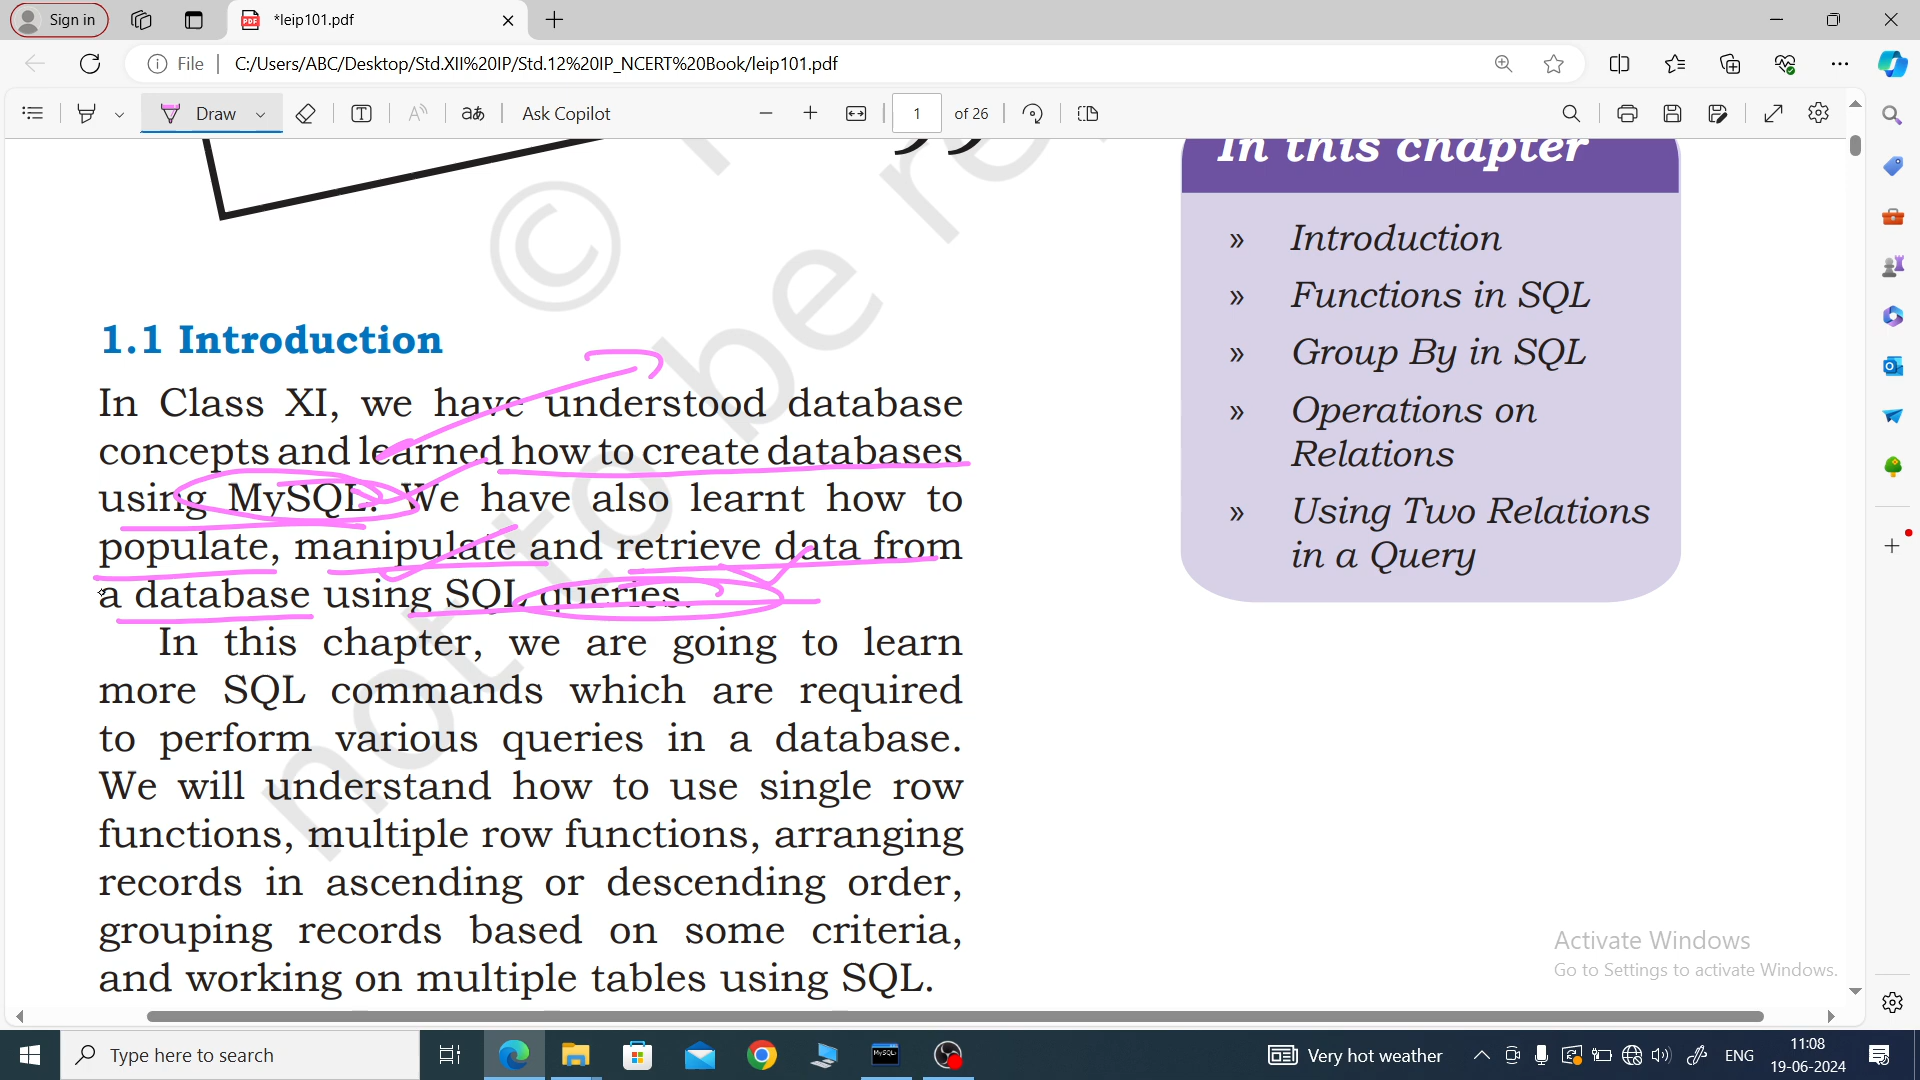 Sign in
*leip101.pdf
File
C:/Users/ABC/Desktop/Std.XII%20IP/Std.12%20IP_NCERT%20Book/leip101.pdf
Draw
aあ
Ask Copilot
1
of 26
In this chapter
» Introduction
» Functions in SQL
» Group By in SQL
» Operations on
Relations
» Using Two Relations
in a Query
1.1 Introduction
In Class XI, we have understood database
concepts and learned how to create databases
using MySQL. We have also learnt how to
populate, manipulate and retrieve data from
a database using SQL queries.
In this chapter, we are going to learn
more SQL commands which are required
to perform various queries in a database.
We will understand how to use single row
functions, multiple row functions, arranging
records in ascending or descending order,
grouping records based on some criteria,
and working on multiple tables using SQL.
©
not to be re
Activate Windows
Go to Settings to activate Windows.
Type here to search
Very hot weather
ENG
11:08
19-06-2024